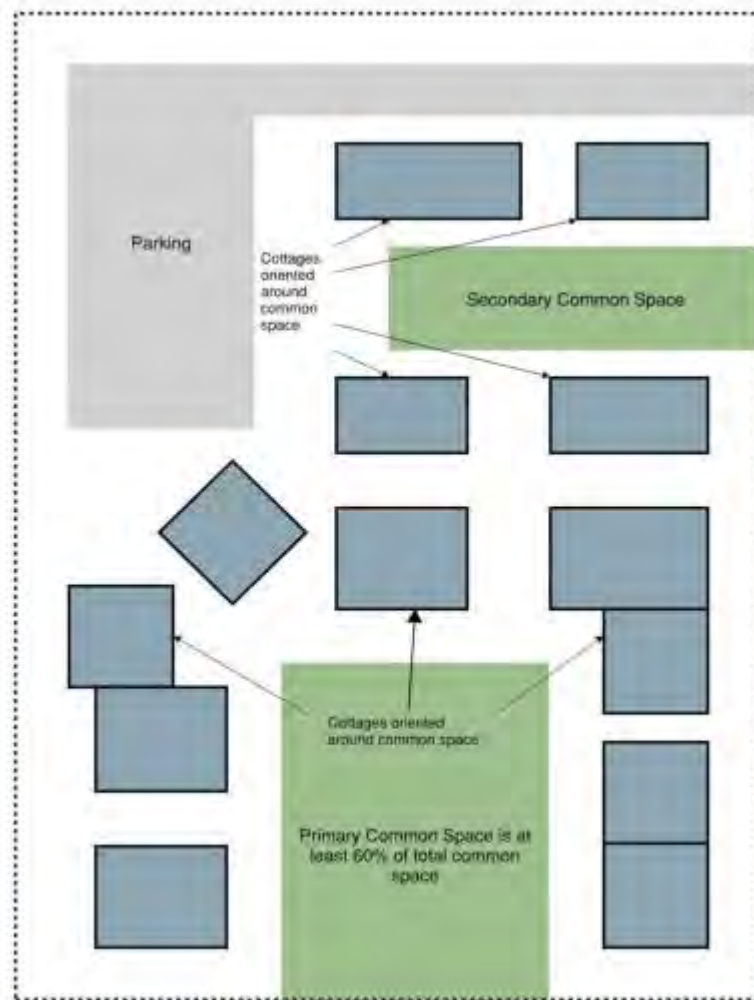 Parking
Cottages
oriented
around
common
space
Secondary Common Space
Cottages oriented
around common space
Primary Common Space is at
least 60% of total common
space